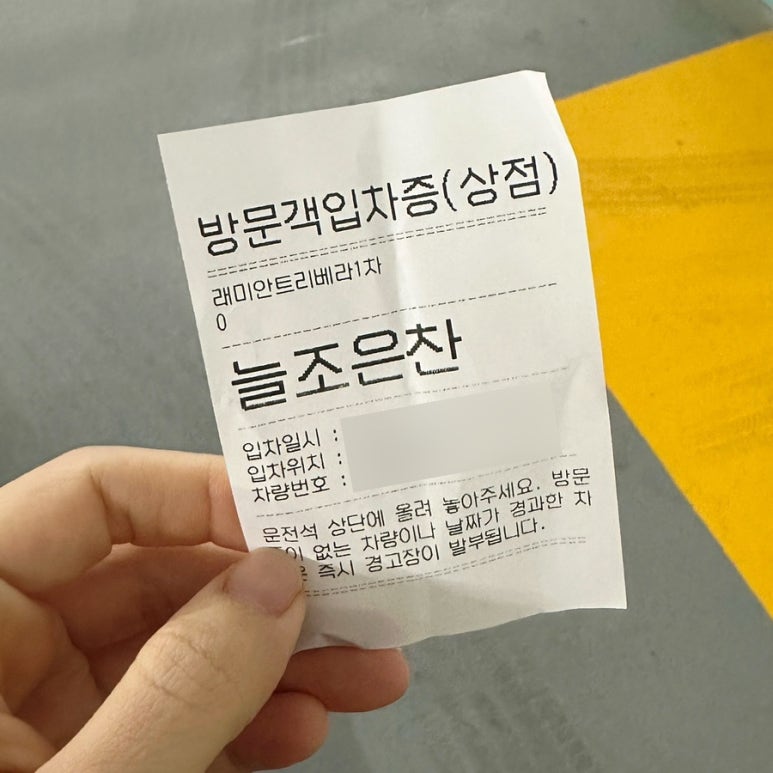 방문객입차증(상점)
래미안트리베라1차
0
늘조은찬
입차일시 :
입차위치 :
차량번호 :
운전석 상단에 올려 놓아주세요. 방문
없는 차량이나 날짜가 경과한 차
즉시 경고장이 발부됩니다.